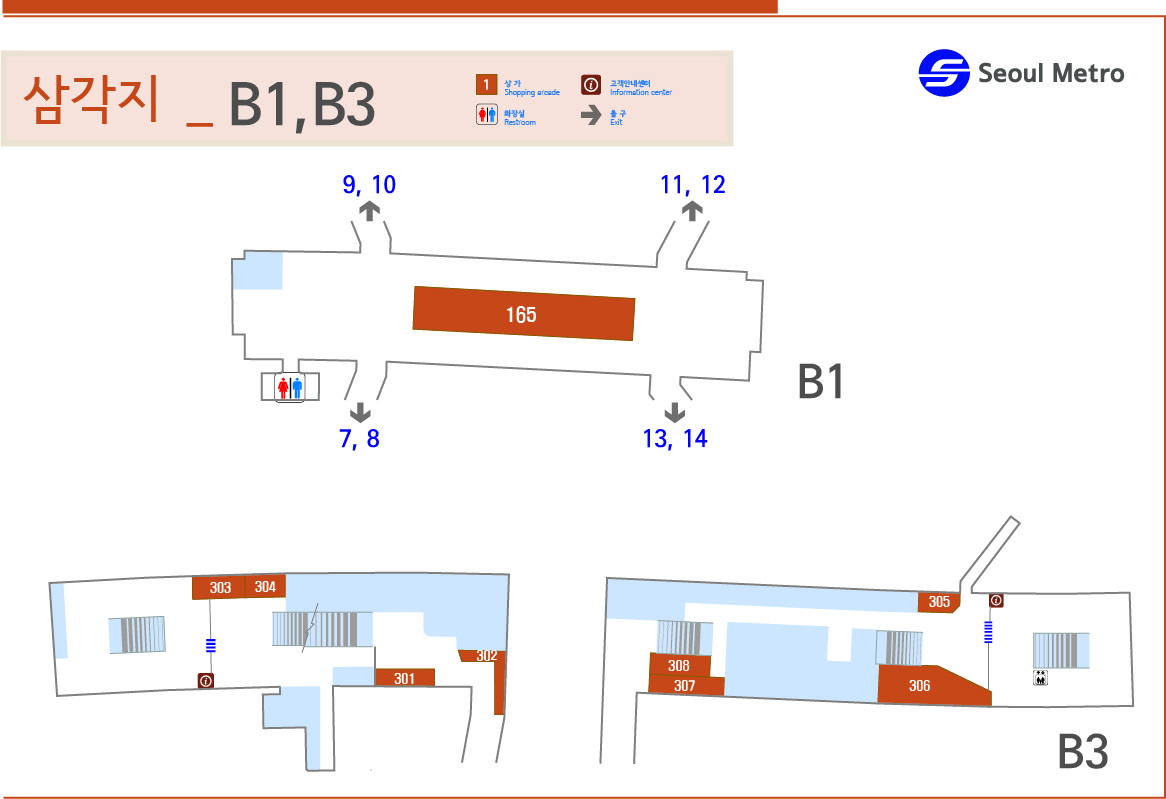 삼각지 _ B1,B3
1 상 가
Shopping arcade
고객안내센터
Information center
화장실
Restroom
출 구
Exit
Seoul Metro
9, 10
11, 12
165
B1
7, 8
13, 14
303
304
302
301
305
308
307
306
B3